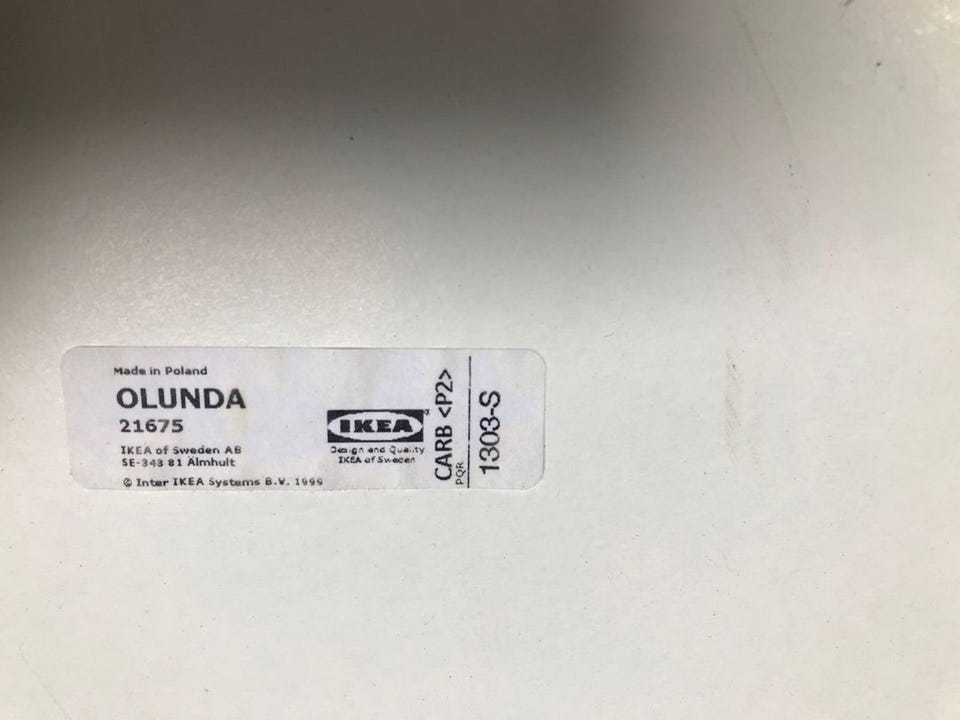 Made in Poland
OLUNDA
21675
IKEA of Sweden AB
SE-343 81 Älmhult
© Inter IKEA Systems B.V. 1999
IKEA®
Design and Quality
IKEA of Sweden
CARB <P2>
PQR
1303-S